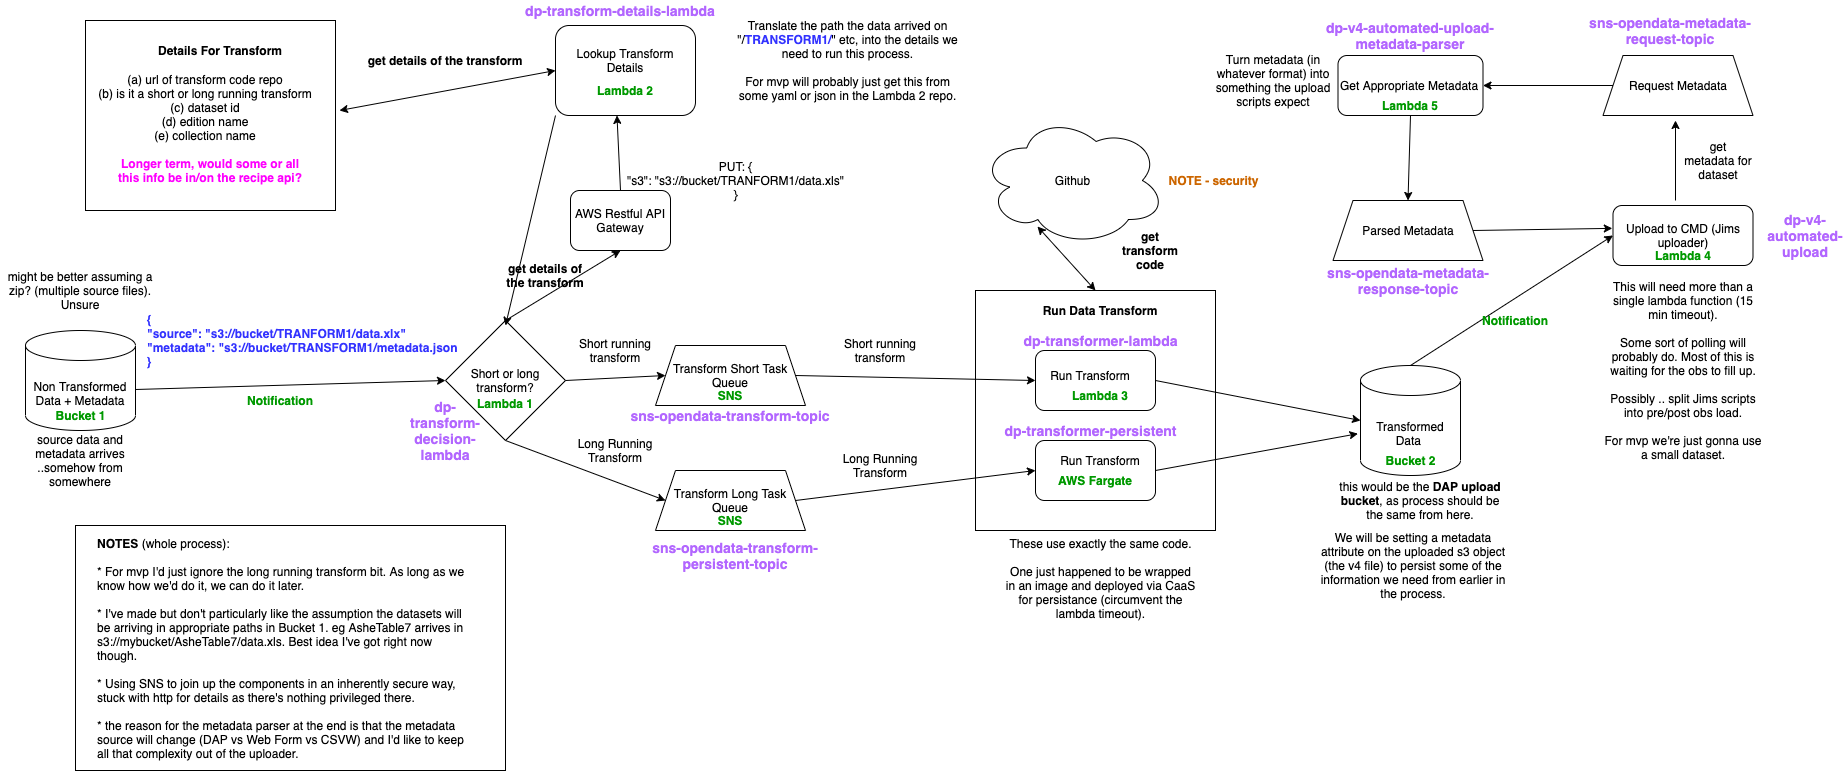 Details For Transform
(a) url of transform code repo
(b) is it a short or long running transform
(c) dataset id
(d) edition name
(e) collection name
Longer term, would some or all
this info be in/on the recipe api?
get details of the transform
dp-transform-details-lambda
Lookup Transform
Details
Lambda 2
Translate the path the data arrived on
"/TRANSFORM1/" etc, into the details we
need to run this process.
For mvp will probably just get this from
some yaml or json in the Lambda 2 repo.
PUT: {
"s3": "s3://bucket/TRANFORM1/data.xls"
}
AWS Restful API
Gateway
get details of
the transform
might be better assuming a
zip? (multiple source files).
Unsure
{
"source": "s3://bucket/TRANFORM1/data.xlx"
"metadata": "s3://bucket/TRANSFORM1/metadata.json
}
Non Transformed
Data + Metadata
Bucket 1
source data and
metadata arrives
..somehow from
somewhere
Notification
Short or long
transform?
Lambda 1
dp-
transform-
decision-
lambda
Short running
transform
Transform Short Task
Queue
SNS
sns-opendata-transform-topic
Short running
transform
Long Running
Transform
Transform Long Task
Queue
SNS
sns-opendata-transform-
persistent-topic
Long Running
Transform
Github
NOTE - security
get
transform
code
Run Data Transform
dp-transformer-lambda
Run Transform
Lambda 3
dp-transformer-persistent
Run Transform
AWS Fargate
These use exactly the same code.
One just happened to be wrapped
in an image and deployed via CaaS
for persistance (circumvent the
lambda timeout).
dp-v4-automated-upload-
metadata-parser
Turn metadata (in
whatever format) into
something the upload
scripts expect
Get Appropriate Metadata
Lambda 5
sns-opendata-metadata-
request-topic
Request Metadata
get
metadata for
dataset
Parsed Metadata
sns-opendata-metadata-
response-topic
Upload to CMD (Jims
uploader)
Lambda 4
dp-v4-
automated-
upload
This will need more than a
single lambda function (15
min timeout).
Some sort of polling will
probably do. Most of this is
waiting for the obs to fill up.
Possibly .. split Jims scripts
into pre/post obs load.
For mvp we're just gonna use
a small dataset.
Notification
Transformed
Data
Bucket 2
this would be the DAP upload
bucket, as process should be
the same from here.
We will be setting a metadata
attribute on the uploaded s3 object
(the v4 file) to persist some of the
information we need from earlier in
the process.
NOTES (whole process):
* For mvp I'd just ignore the long running transform bit. As long as we
know how we'd do it, we can do it later.
* I've made but don't particularly like the assumption the datasets will
be arriving in appropriate paths in Bucket 1. eg AsheTable7 arrives in
s3://mybucket/AsheTable7/data.xls. Best idea I've got right now
though.
* Using SNS to join up the components in an inherently secure way,
stuck with http for details as there's nothing privileged there.
* the reason for the metadata parser at the end is that the metadata
source will change (DAP vs Web Form vs CSVW) and I'd like to keep
all that complexity out of the uploader.